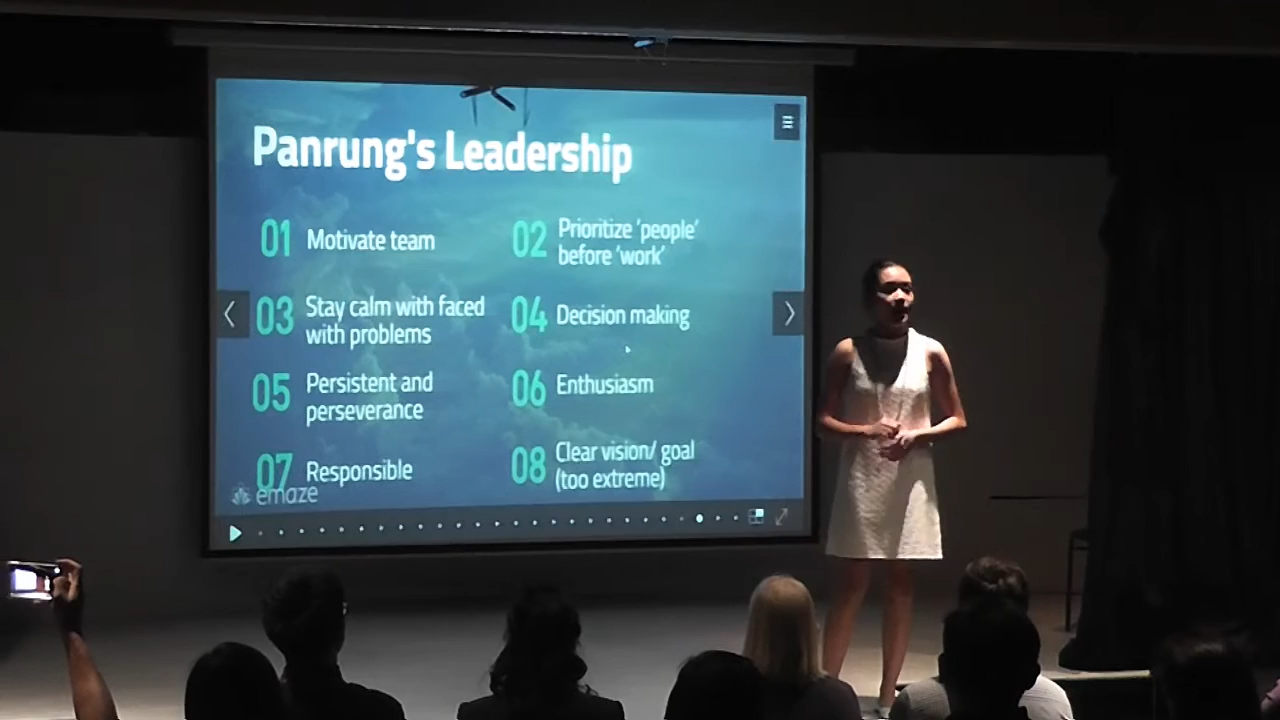 Panrung's Leadership
01 Motivate team
02 Prioritize 'people'
before 'work'
03 Stay calm with faced
with problems
04 Decision making
05 Persistent and
perseverance
06 Enthusiasm
07 Responsible
08 Clear vision/ goal
(too extreme)
emaze